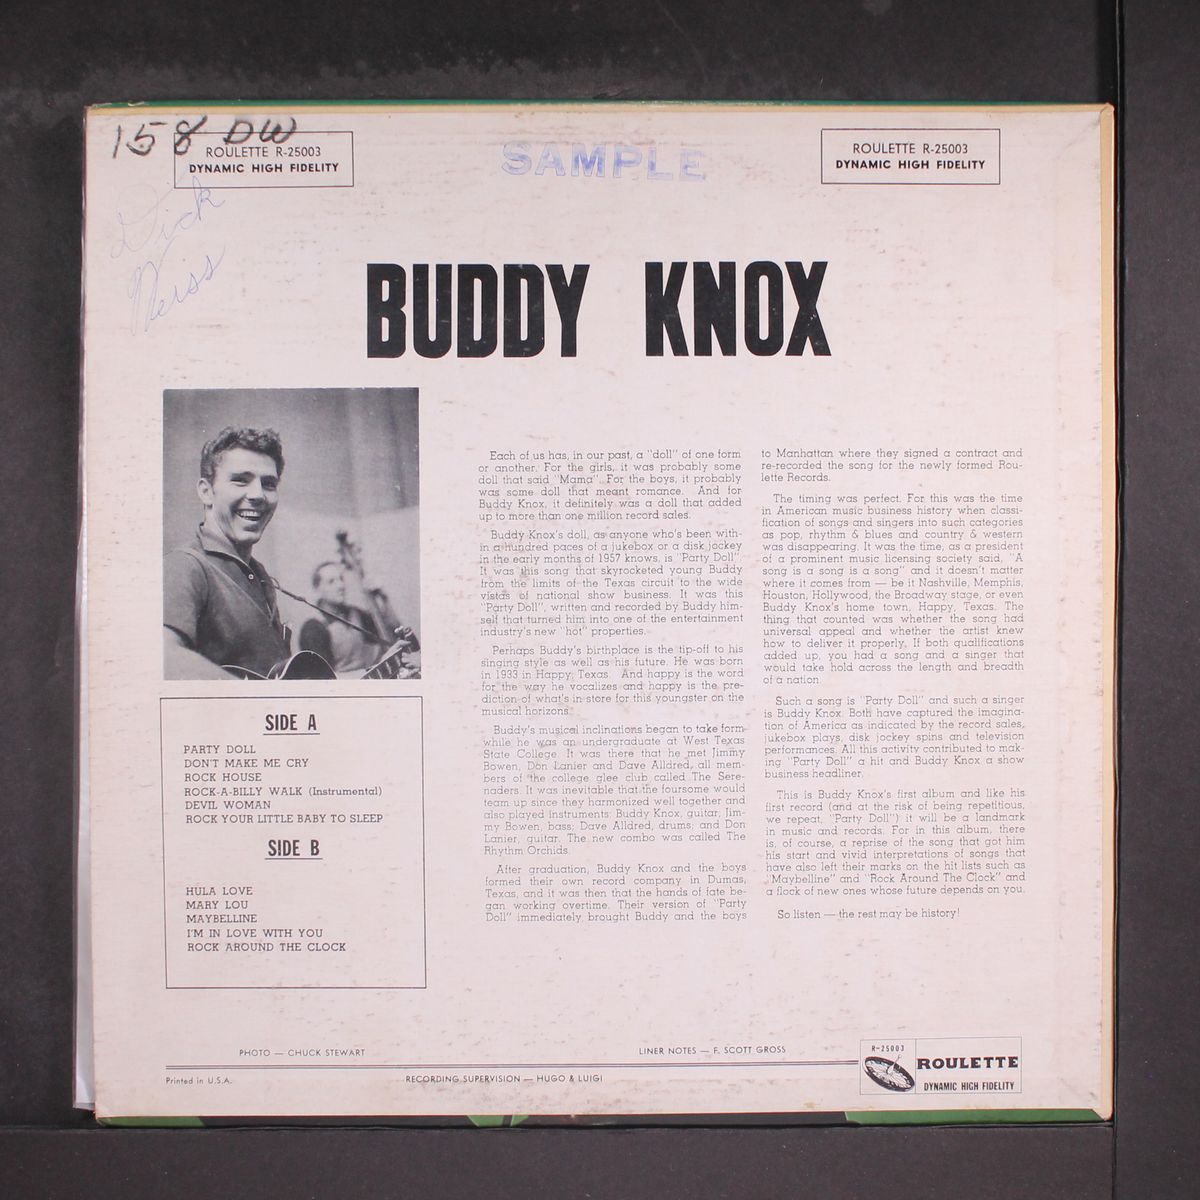 158 DW
ROULETTE R-25003
DYNAMIC HIGH FIDELITY
SAMPLE
ROULETTE R-25003
DYNAMIC HIGH FIDELITY
Dick
Weiss
BUDDY KNOX
Each of us has, in our past, a "doll" of one form
or another. For the girls, it was probably some
doll that said "Mama". For the boys, it probably
was some doll that meant romance. And for
Buddy Knox, it definitely was a doll that added
up to more than one million record sales.
Buddy Knox's doll, as anyone who's been with-
in a hundred paces of a jukebox or a disk jockey
in the early months of 1957 knows, is "Party Doll".
It was this song that skyrocketed young Buddy
from the limits of the Texas circuit to the wide
vistas of national show business. It was this
"Party Doll", written and recorded by Buddy him-
self that turned him into one of the entertainment
industry's new "hot" properties.
Perhaps Buddy's birthplace is the tip-off to his
singing style as well as his future. He was born
in 1933 in Happy, Texas. And happy is the word
for the way he vocalizes and happy is the pre-
diction of what's in store for this youngster on the
musical horizons.
Buddy's musical inclinations began to take form
while he was an undergraduate at West Texas
State College. It was there that he met Jimmy
Bowen, Don Lanier and Dave Alldred, all mem-
bers of the college glee club called The Sere-
naders. It was inevitable that the foursome would
team up since they harmonized well together and
also played instruments: Buddy Knox, guitar; Jim-
my Bowen, bass; Dave Alldred, drums; and Don
Lanier, guitar. The new combo was called The
Rhythm Orchids.
After graduation, Buddy Knox and the boys
formed their own record company in Dumas,
Texas, and it was then that the hands of fate be-
gan working overtime. Their version of "Party
Doll" immediately brought Buddy and the boys
to Manhattan where they signed a contract and
re-recorded the song for the newly formed Rou-
lette Records.
The timing was perfect. For this was the time
in American music business history when classi-
fication of songs and singers into such categories
as pop, rhythm & blues and country & western
was disappearing. It was the time, as a president
of a prominent music licensing society said, "A
song is a song is a song" and it doesn't matter
where it comes from — be it Nashville, Memphis,
Houston, Hollywood, the Broadway stage, or even
Buddy Knox's home town, Happy, Texas. The
thing that counted was whether the song had
universal appeal and whether the artist knew
how to deliver it properly. If both qualifications
added up, you had a song and a singer that
would take hold across the length and breadth
of a nation.
Such a song is "Party Doll" and such a singer
is Buddy Knox. Both have captured the imagina-
tion of America as indicated by the record sales,
jukebox plays, disk jockey spins and television
performances. All this activity contributed to mak-
ing "Party Doll" a hit and Buddy Knox a show
business headliner.
This is Buddy Knox's first album and like his
first record (and at the risk of being repetitious,
we repeat, "Party Doll") it will be a landmark
in music and records. For in this album, there
is, of course, a reprise of the song that got him
his start and vivid interpretations of songs that
have also left their marks on the hit lists such as
"Maybelline" and "Rock Around The Clock" and
a flock of new ones whose future depends on you.
So listen — the rest may be history!
SIDE A
PARTY DOLL
DON'T MAKE ME CRY
ROCK HOUSE
ROCK-A-BILLY WALK (Instrumental)
DEVIL WOMAN
ROCK YOUR LITTLE BABY TO SLEEP
SIDE B
HULA LOVE
MARY LOU
MAYBELLINE
I'M IN LOVE WITH YOU
ROCK AROUND THE CLOCK
PHOTO — CHUCK STEWART
LINER NOTES — F. SCOTT GROSS
Printed in U.S.A.
RECORDING SUPERVISION — HUGO & LUIGI
R-25003
ROULETTE
DYNAMIC HIGH FIDELITY